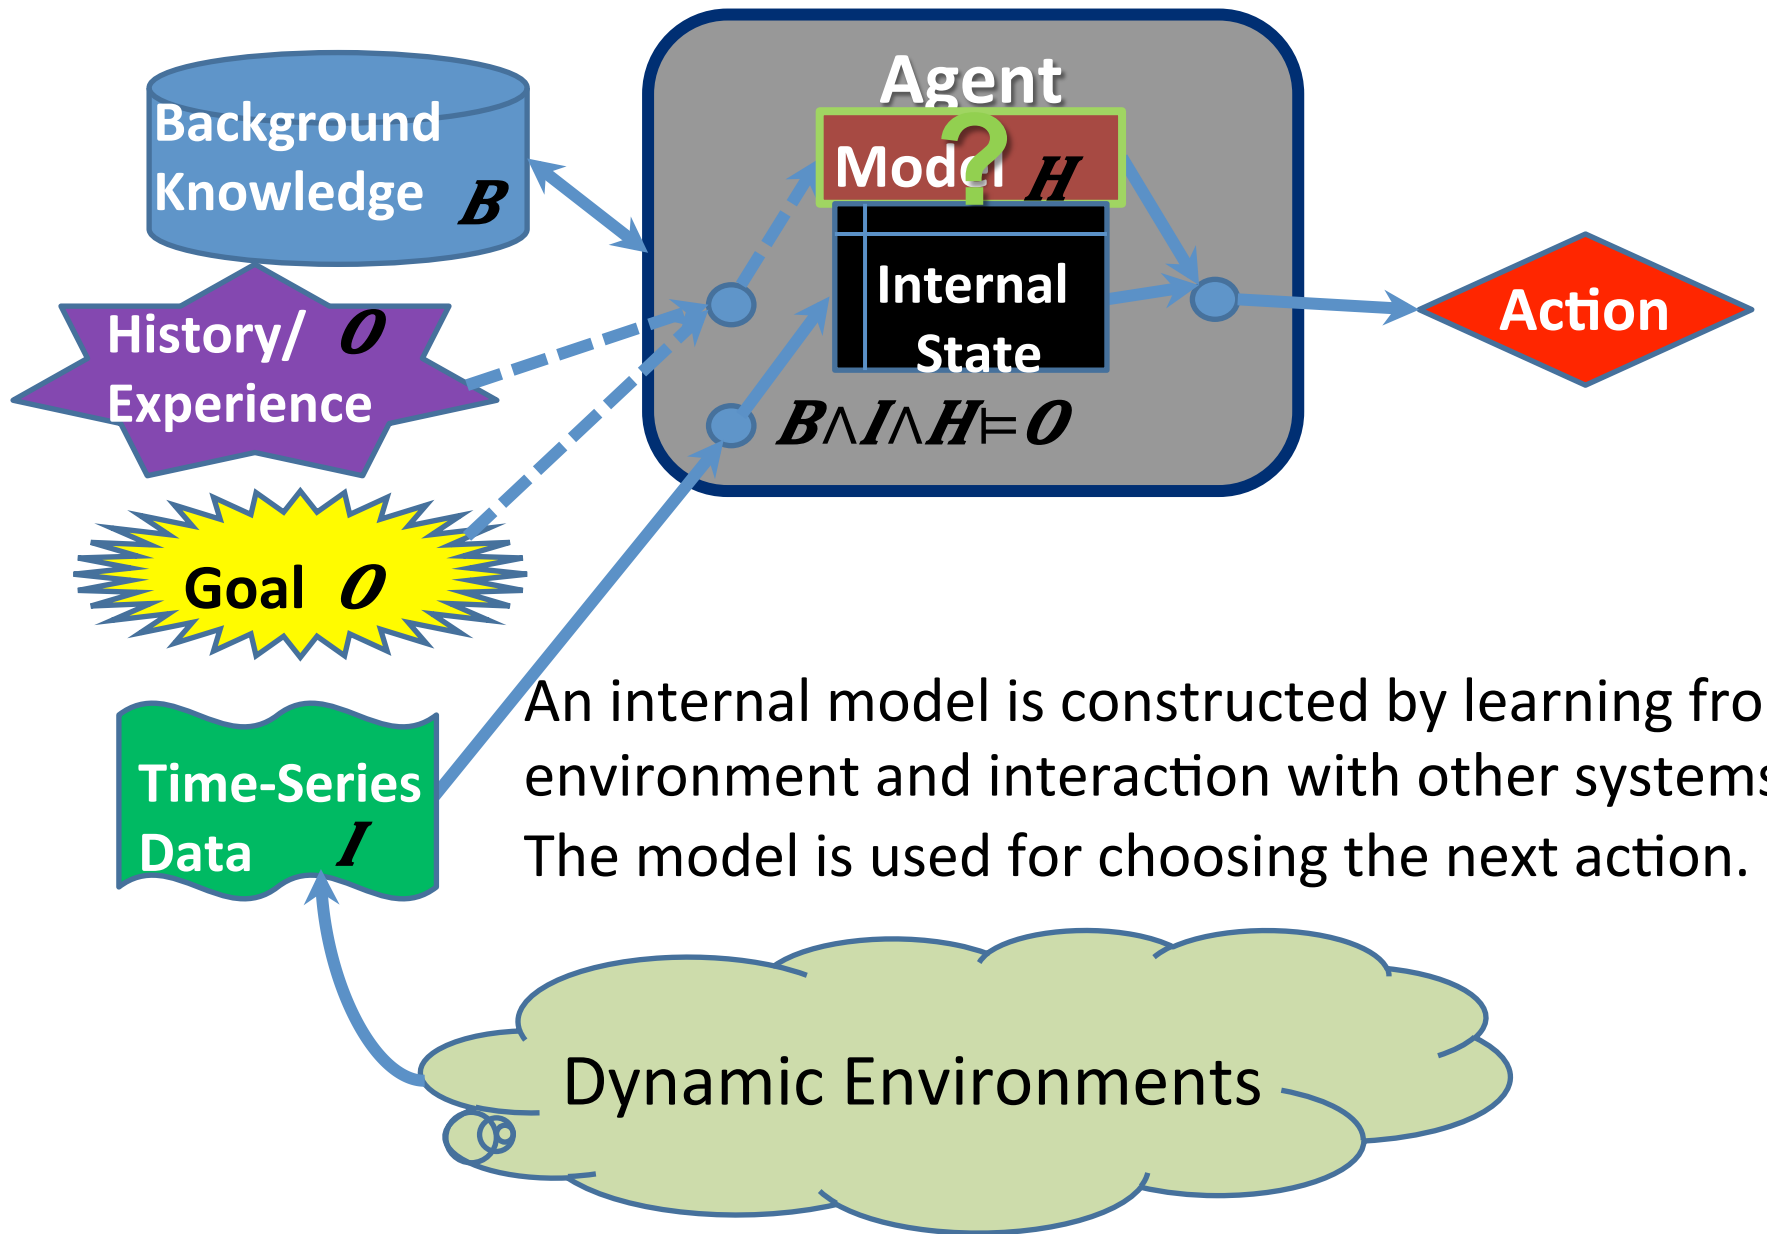 Agent
Background
Knowledge B
Model ? H
History/ O
Experience
Internal
State
Action
B∧I∧H⊨O
Goal O
An internal model is constructed by learning fro
environment and interaction with other systems
The model is used for choosing the next action.
Time-Series
Data I
Dynamic Environments